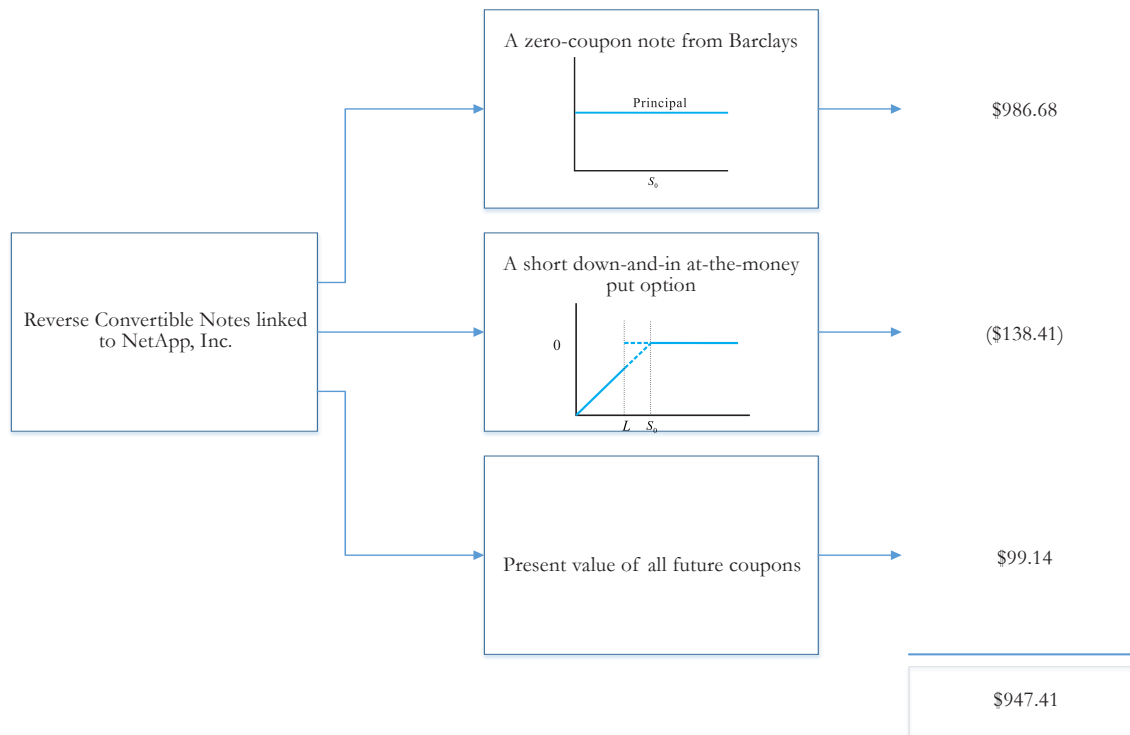 A zero-coupon note from Barclays
Principal
S₀
$986.68
Reverse Convertible Notes linked
to NetApp, Inc.
A short down-and-in at-the-money
put option
0
L S₀
($138.41)
Present value of all future coupons
$99.14
$947.41